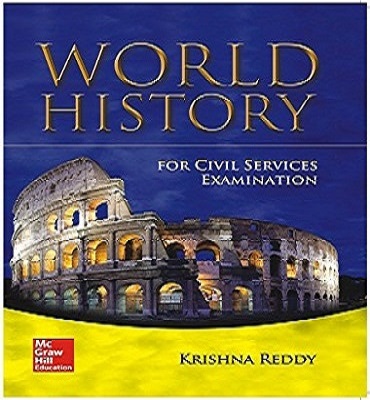 WORLD
HISTORY
FOR CIVIL SERVICES
EXAMINATION
Mc
Graw
Hill
Education
KRISHNA REDDY